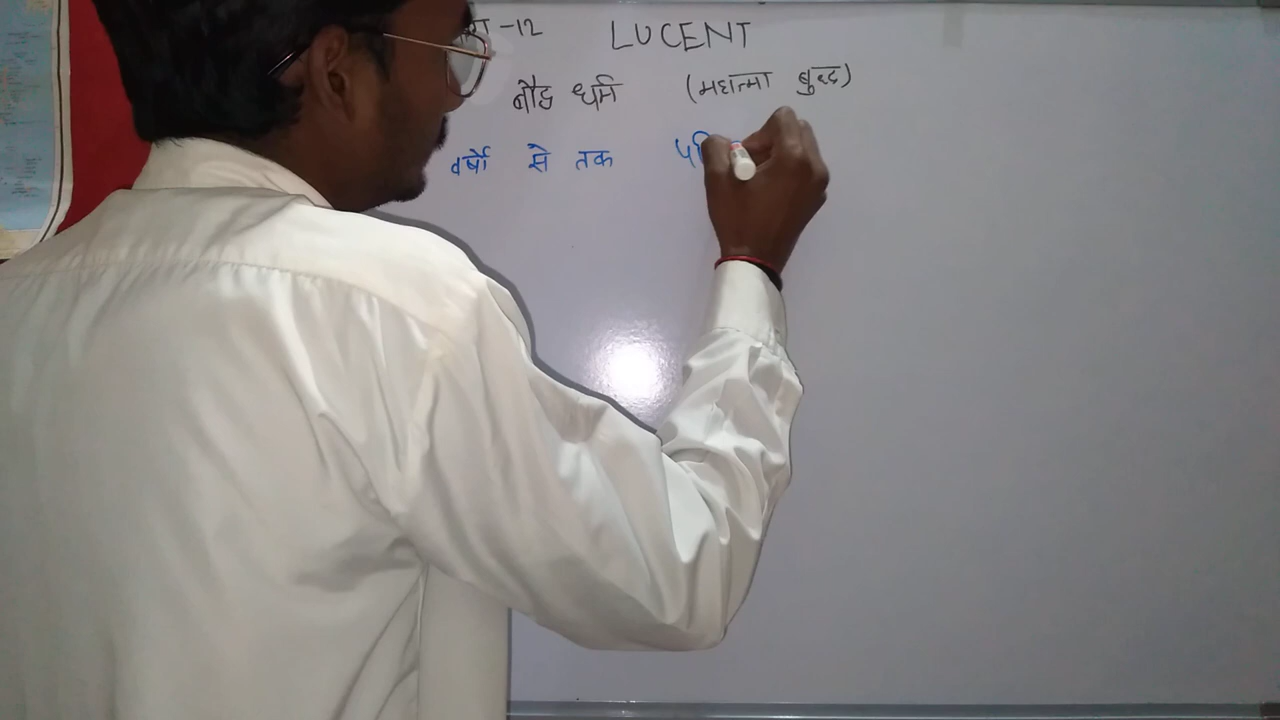 -12 LUCENT
बौद्ध धर्म (महात्मा बुद्ध)
वर्षो से तक